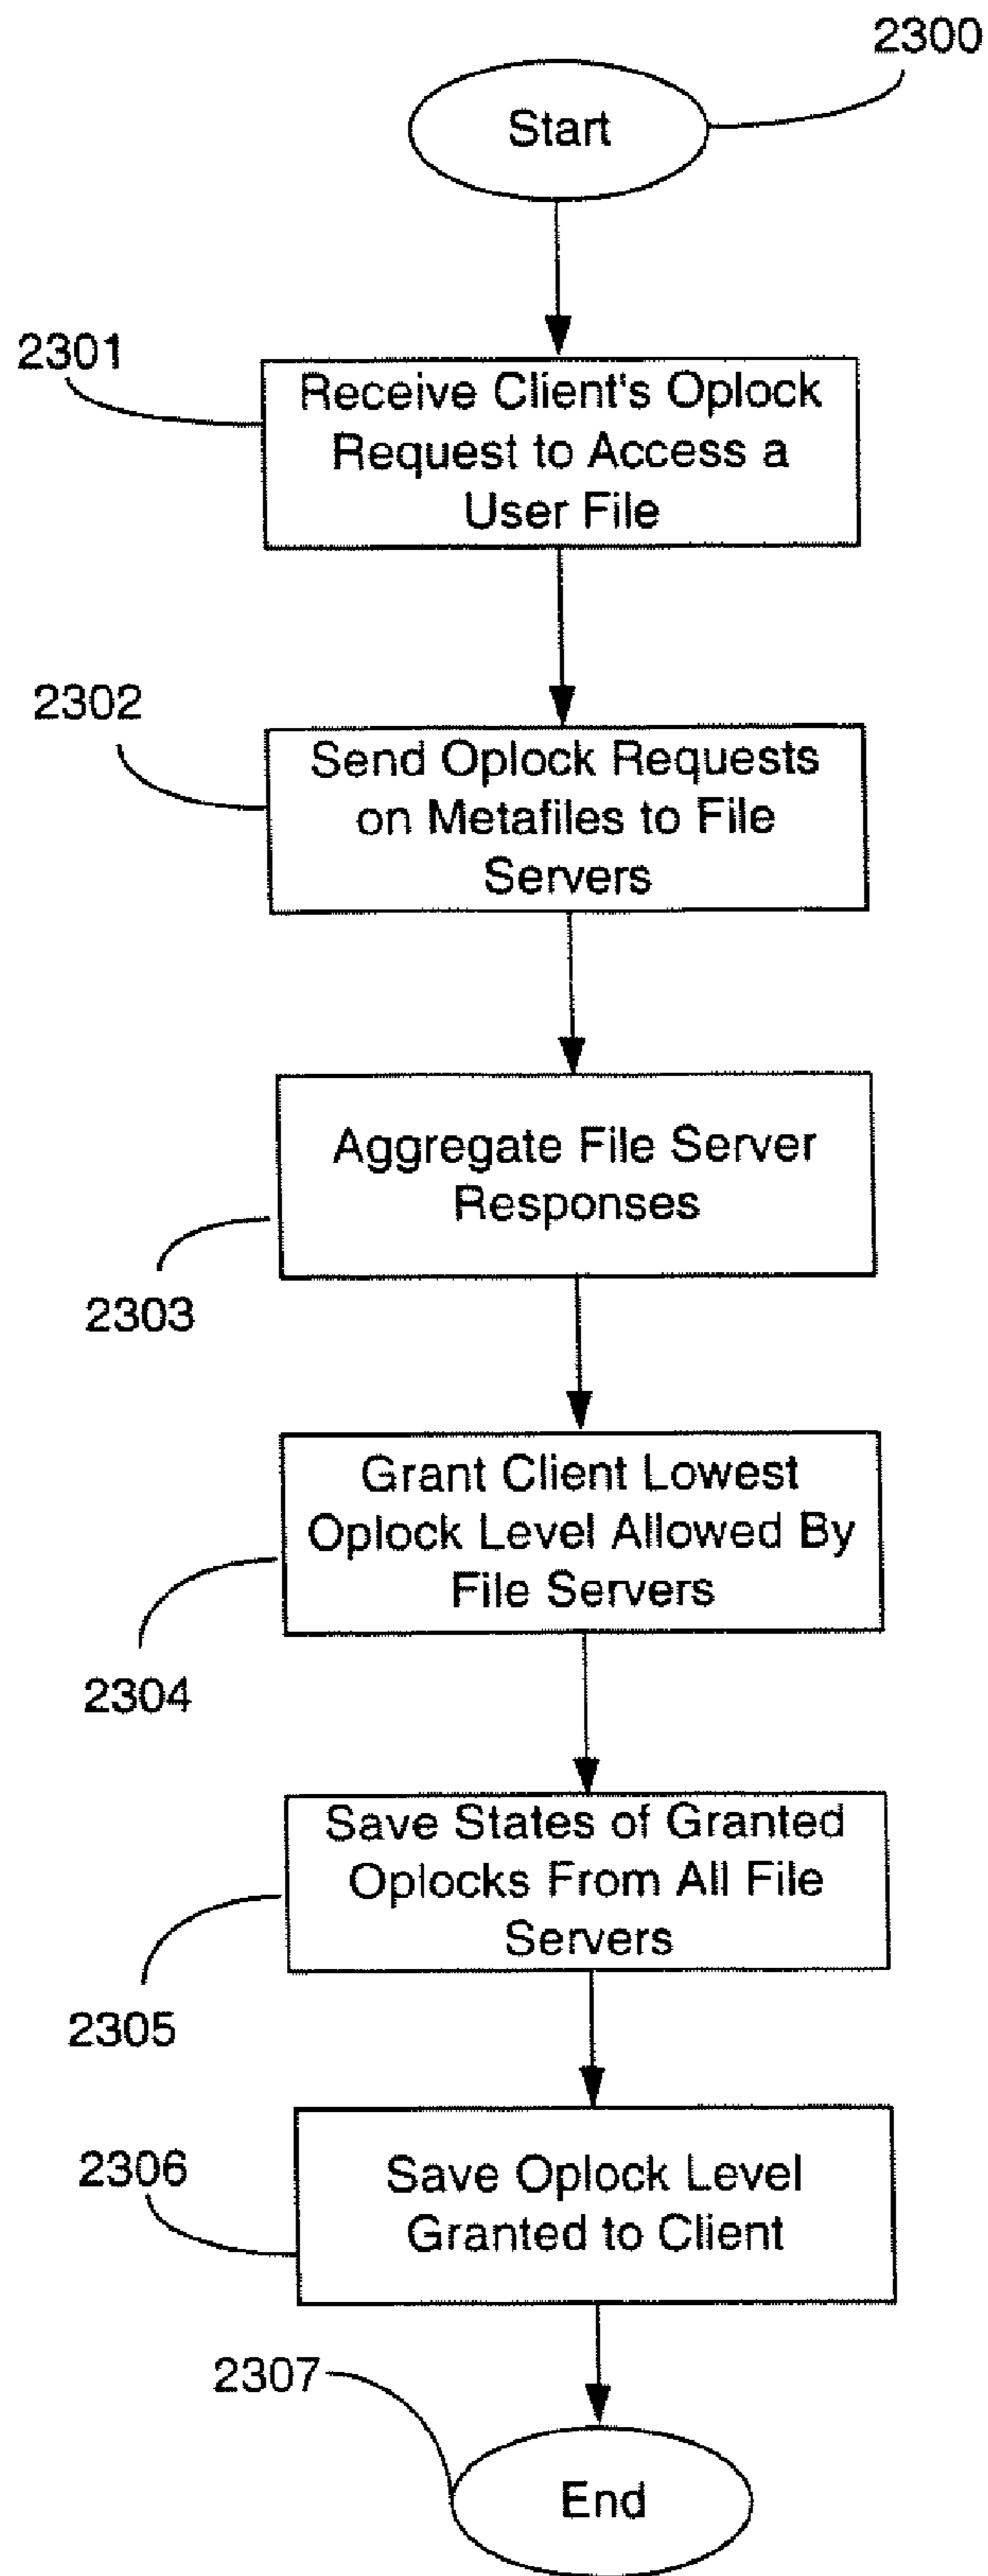 2300
Start
2301
Receive Client's Oplock
Request to Access a
User File
2302
Send Oplock Requests
on Metafiles to File
Servers
Aggregate File Server
Responses
2303
Grant Client Lowest
Oplock Level Allowed By
File Servers
2304
Save States of Granted
Oplocks From All File
Servers
2305
2306
Save Oplock Level
Granted to Client
2307
End